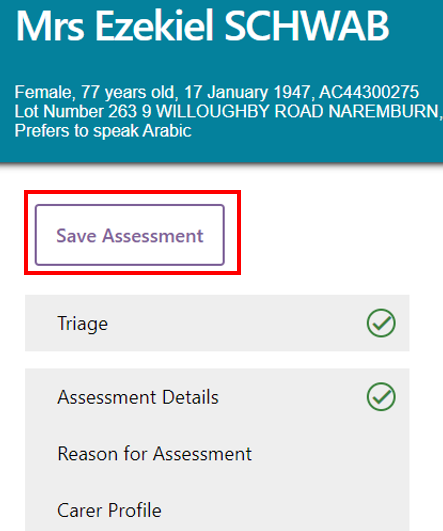 Mrs Ezekiel SCHWAB
Female, 77 years old, 17 January 1947, AC44300275
Lot Number 263 9 WILLOUGHBY ROAD NAREMBURN,
Prefers to speak Arabic
Save Assessment
Triage
Assessment Details
Reason for Assessment
Carer Profile